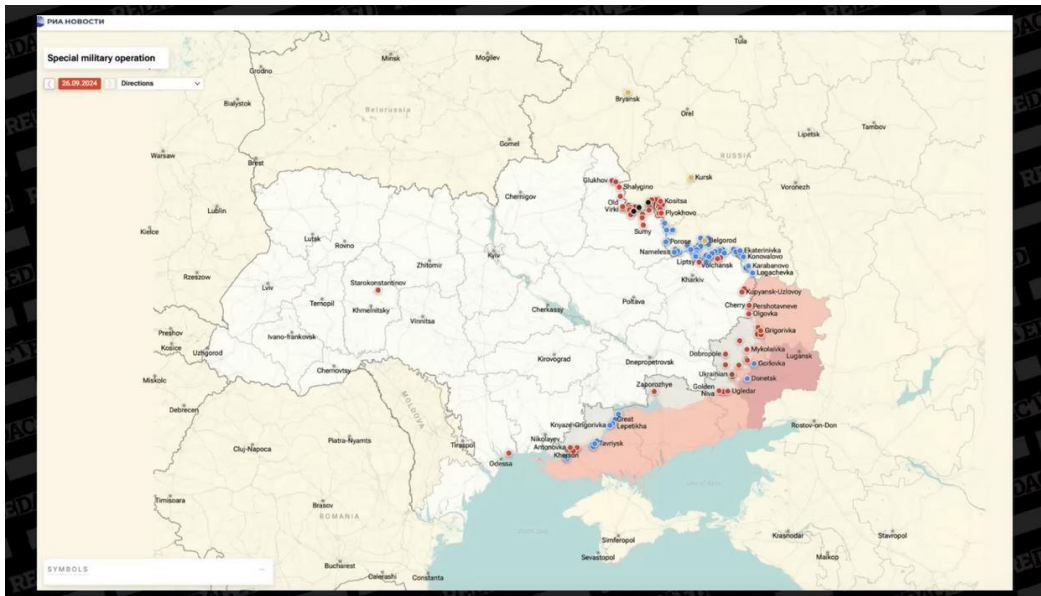 РИА НОВОСТИ
Special military operation
26.09.2024
Directions
Tula
Minsk
Mogilev
Grodno
Bryansk
Bialystok
Belorussia
Orel
Tambov
Lipetsk
Gomel
Warsaw
Brest
RUSSIA
Kursk
Glukhov
Shalygino
Voronezh
Chernigov
Old
Virki
Kositsa
Plyokhovo
Lublin
Sumy
Kielce
Lutsk
Rovno
Porose
Belgorod
Nameless
Ekaterinivka
Konovalovo
Kyiv
Zhitomir
Liptsy
Volchansk
Karabanovo
Logachevka
Rzeszow
Lviv
Starokonstantinov
Kharkiv
Kupyansk-Uzlovoy
Ternopil
Khmelnitsky
Poltava
Cherry
Pershotavneve
Olgovka
Cherkassy
Vinnitsa
Grigorivka
Preshov
Ivano-frankovsk
Kosice
Uzhgorod
Mykolaivka
Dobropole
Lugansk
Kirovograd
Dnepropetrovsk
Gorlovka
Chernovtsy
Ukrainian
Donetsk
Miskolc
Zaporozhye
Golden
Niva
Ugledar
MOLDOVA
Debrecen
Great
Lepetikha
Knyaze-Grigorivka
Rostov-on-Don
Piatra-Nyamts
Nikolayev
Tavriysk
Cluj-Napoca
Tiraspol
Antonovka
Kherson
Odessa
Timisoara
Brasov
ROMANIA
Krasnodar
Stavropol
Simferopol
Sevastopol
Maikop
SYMBOLS
Bucharest
Calerashi
Constanta